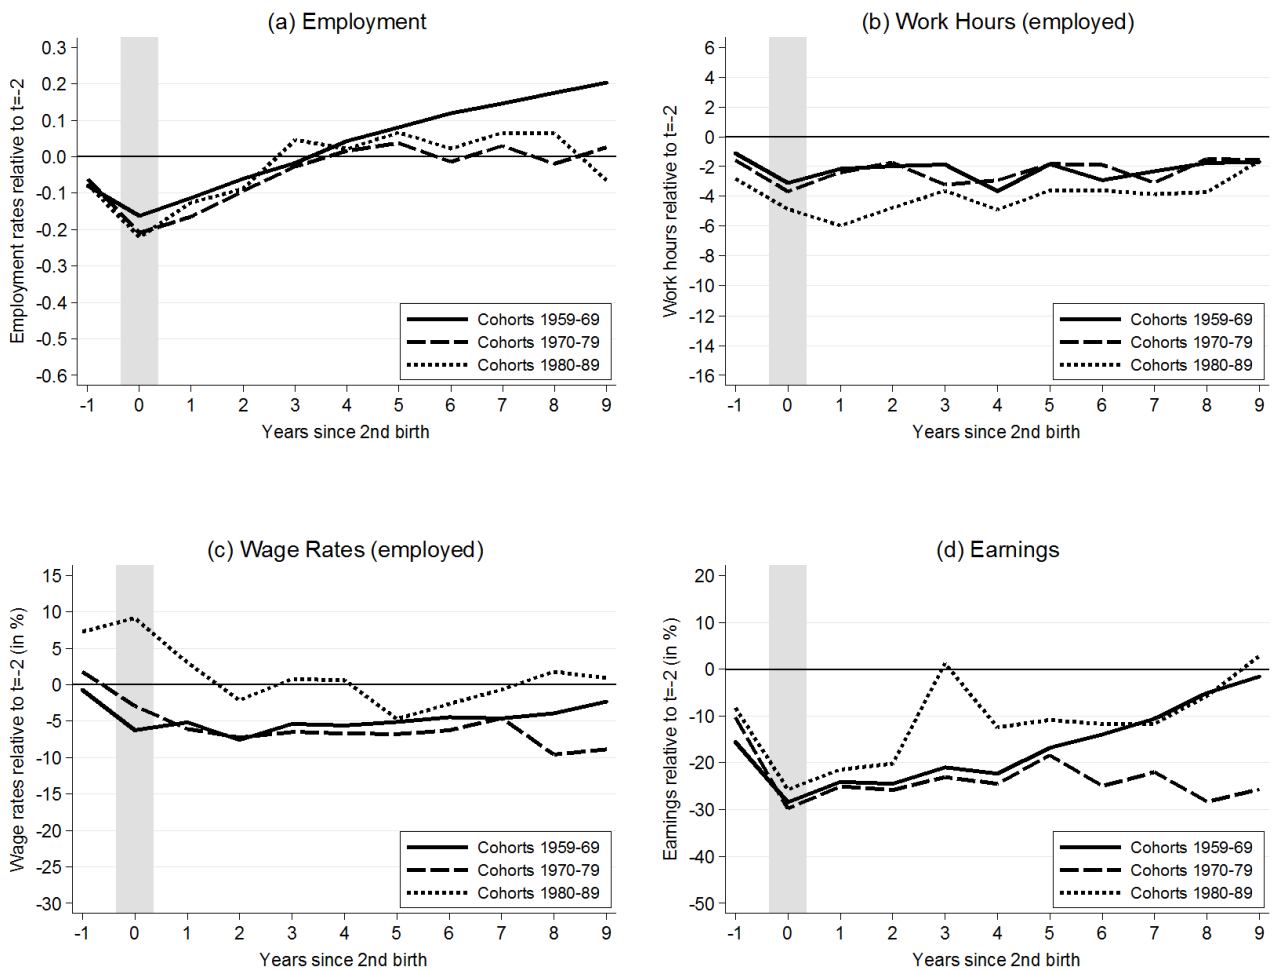 (a) Employment
Employment rates relative to t=-2
0.3
0.2
0.1
0.0
-0.1
-0.2
-0.3
-0.4
-0.5
-0.6
Cohorts 1959-69
Cohorts 1970-79
Cohorts 1980-89
-1 0 1 2 3 4 5 6 7 8 9
Years since 2nd birth
(b) Work Hours (employed)
Work hours relative to t=-2
6
4
2
0
-2
-4
-6
-8
-10
-12
-14
-16
Cohorts 1959-69
Cohorts 1970-79
Cohorts 1980-89
-1 0 1 2 3 4 5 6 7 8 9
Years since 2nd birth
(c) Wage Rates (employed)
Wage rates relative to t=-2 (in %)
15
10
5
0
-5
-10
-15
-20
-25
-30
Cohorts 1959-69
Cohorts 1970-79
Cohorts 1980-89
-1 0 1 2 3 4 5 6 7 8 9
Years since 2nd birth
(d) Earnings
Earnings relative to t=-2 (in %)
20
10
0
-10
-20
-30
-40
-50
Cohorts 1959-69
Cohorts 1970-79
Cohorts 1980-89
-1 0 1 2 3 4 5 6 7 8 9
Years since 2nd birth